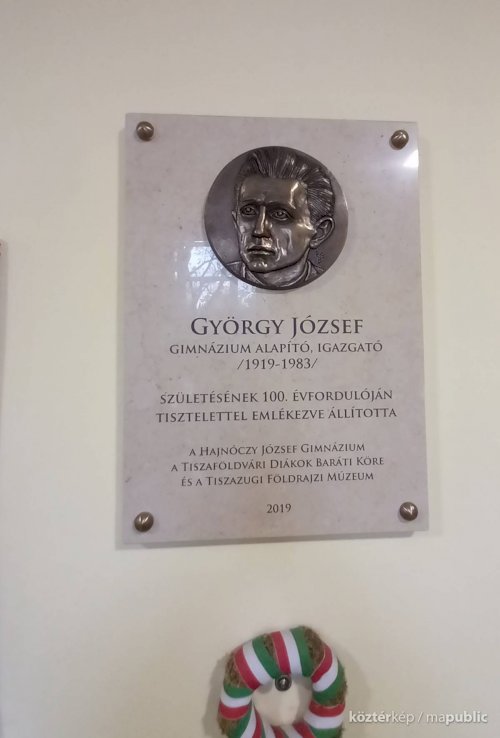 GYÖRGY JÓZSEF
GIMNÁZIUM ALAPÍTÓ, IGAZGATÓ
/1919-1983/
SZÜLETÉSÉNEK 100. ÉVFORDULÓJÁN
TISZTELETTEL EMLÉKEZVE ÁLLÍTOTTA
A HAJNÓCZY JÓZSEF GIMNÁZIUM
A TISZAFÖLDVÁRI DIÁKOK BARÁTI KÖRE
ÉS A TISZAZUGI FÖLDRAJZI MÚZEUM
2019
köztérkép / mapublic